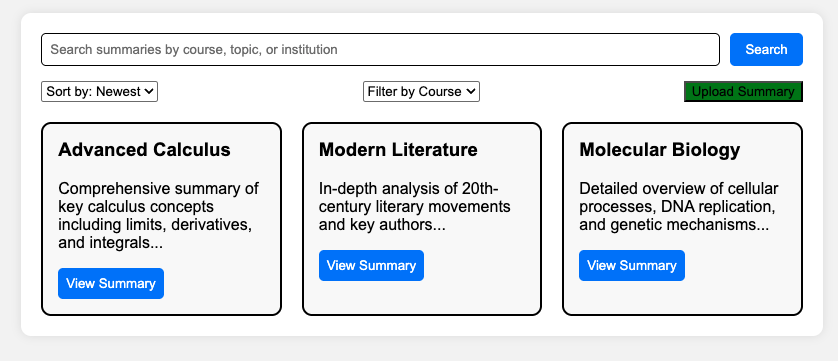 Search summaries by course, topic, or institution
Search
Sort by: Newest
Filter by Course
Upload Summary
Advanced Calculus
Comprehensive summary of
key calculus concepts
including limits, derivatives,
and integrals...
View Summary
Modern Literature
In-depth analysis of 20th-
century literary movements
and key authors...
View Summary
Molecular Biology
Detailed overview of cellular
processes, DNA replication,
and genetic mechanisms...
View Summary